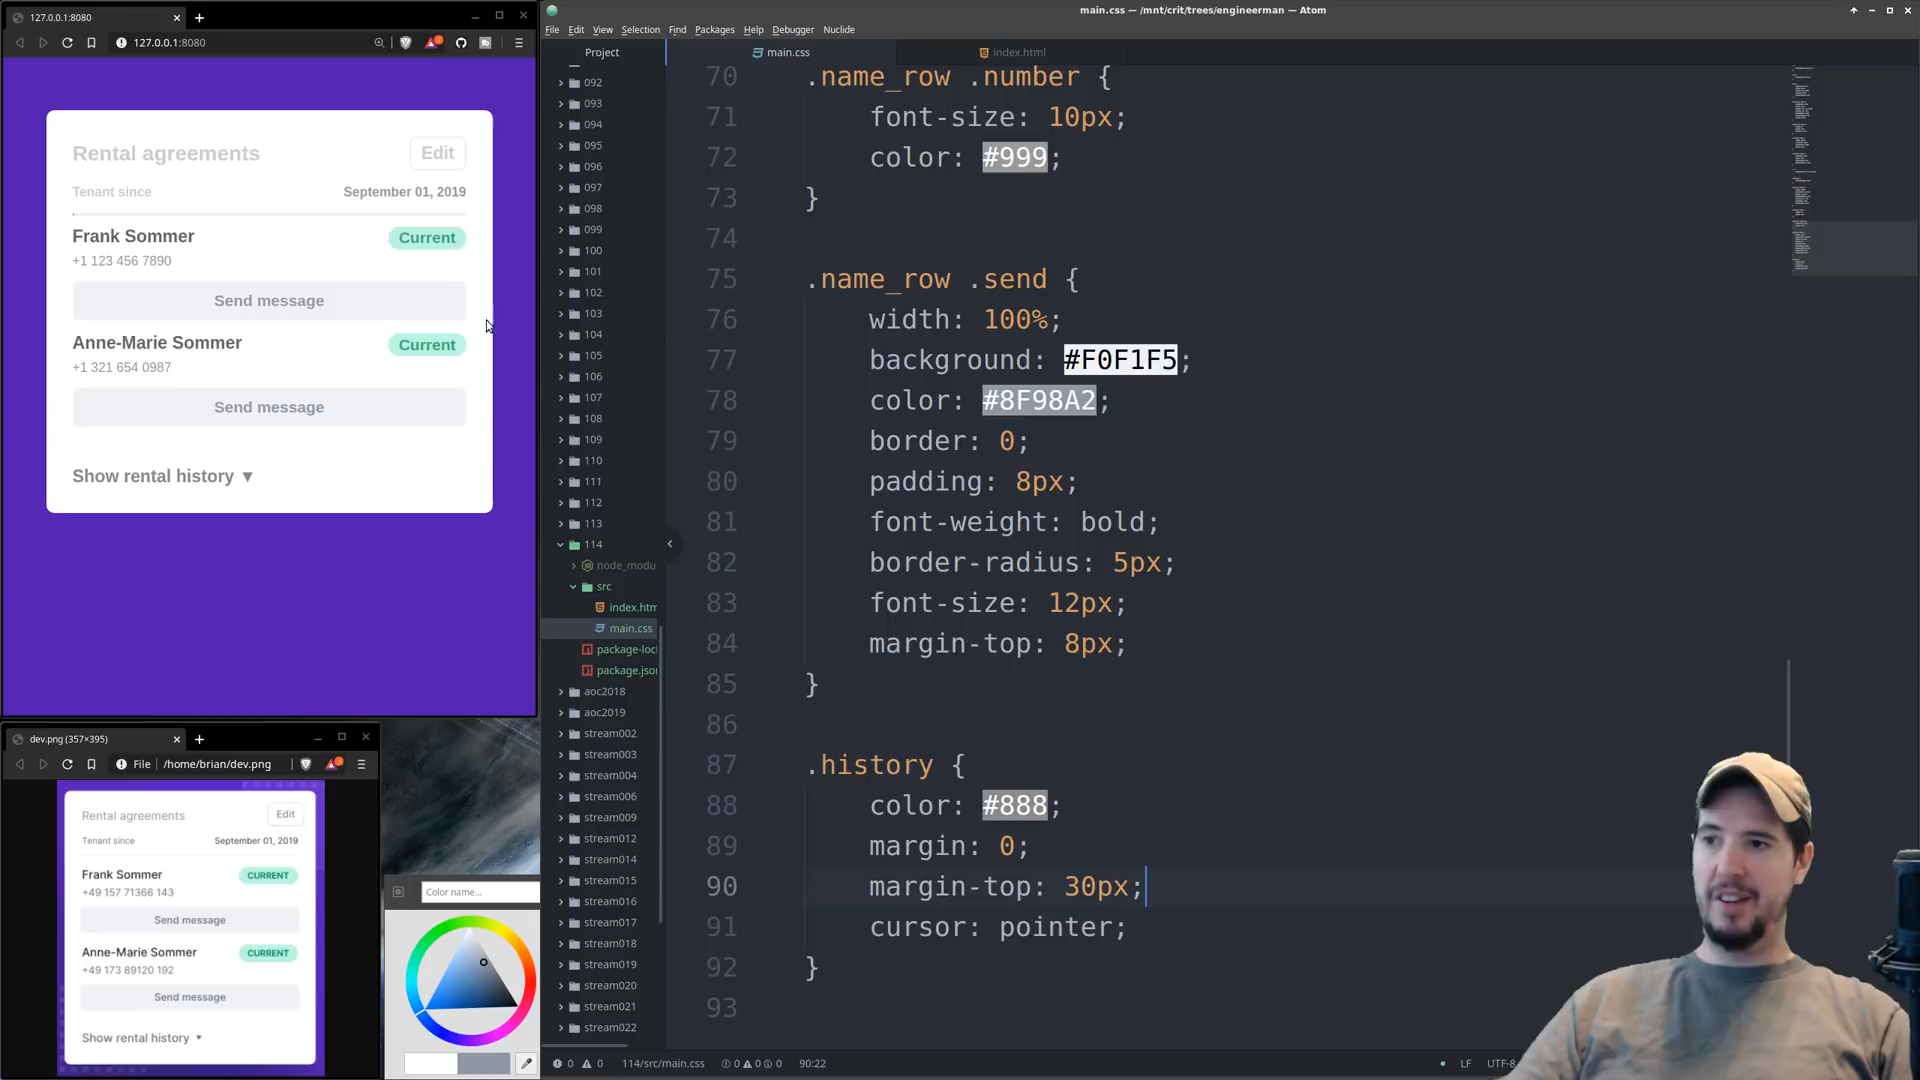 127.0.0.1:8080
127.0.0.1:8080
Rental agreements
Edit
Tenant since
September 01, 2019
Frank Sommer
Current
+1 123 456 7890
Send message
Anne-Marie Sommer
Current
+1 321 654 0987
Send message
Show rental history ▼
dev.png (357×395)
File | /home/brian/dev.png
Rental agreements
Edit
Tenant since
September 01, 2019
Frank Sommer
CURRENT
+49 157 71366 143
Send message
Anne-Marie Sommer
CURRENT
+49 173 89120 192
Send message
Show rental history ▾
Color name...
main.css — /mnt/crit/trees/engineerman — Atom
File Edit View Selection Find Packages Help Debugger Nuclide
Project
main.css
index.html
092
093
094
095
096
097
098
099
100
101
102
103
104
105
106
107
108
109
110
111
112
113
114
node_modu
src
index.htm
main.css
package-loc
package.jso
aoc2018
aoc2019
stream002
stream003
stream004
stream006
stream009
stream012
stream014
stream015
stream016
stream017
stream018
stream019
stream020
stream021
stream022
70 .name_row .number {
71 font-size: 10px;
72 color: #999;
73 }
74
75 .name_row .send {
76 width: 100%;
77 background: #F0F1F5;
78 color: #8F98A2;
79 border: 0;
80 padding: 8px;
81 font-weight: bold;
82 border-radius: 5px;
83 font-size: 12px;
84 margin-top: 8px;
85 }
86
87 .history {
88 color: #888;
89 margin: 0;
90 margin-top: 30px;
91 cursor: pointer;
92 }
93
0 0 114/src/main.css 0 0 0 90:22
LF UTF-8